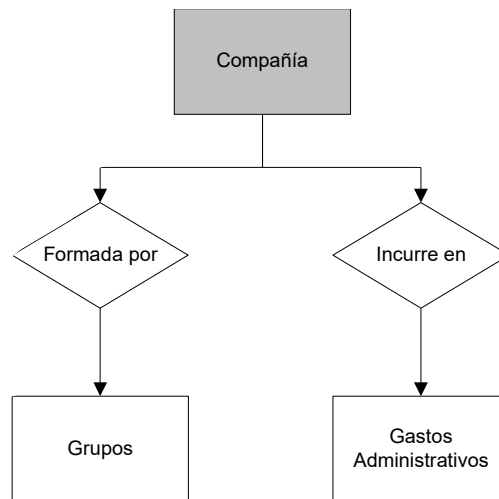 Compañía
Formada por
Incurre en
Grupos
Gastos
Administrativos